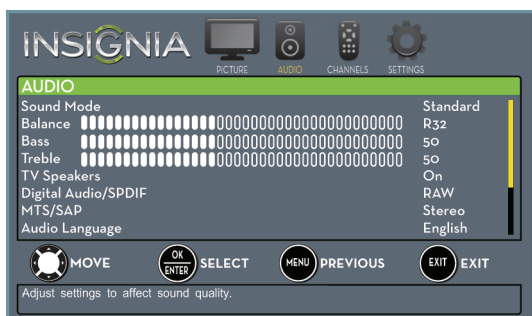 INSIGNIA
PICTURE AUDIO CHANNELS SETTINGS
AUDIO
Sound Mode Standard
Balance R32
Bass 50
Treble 50
TV Speakers On
Digital Audio/SPDIF RAW
MTS/SAP Stereo
Audio Language English
MOVE OK ENTER SELECT MENU PREVIOUS EXIT EXIT
Adjust settings to affect sound quality.